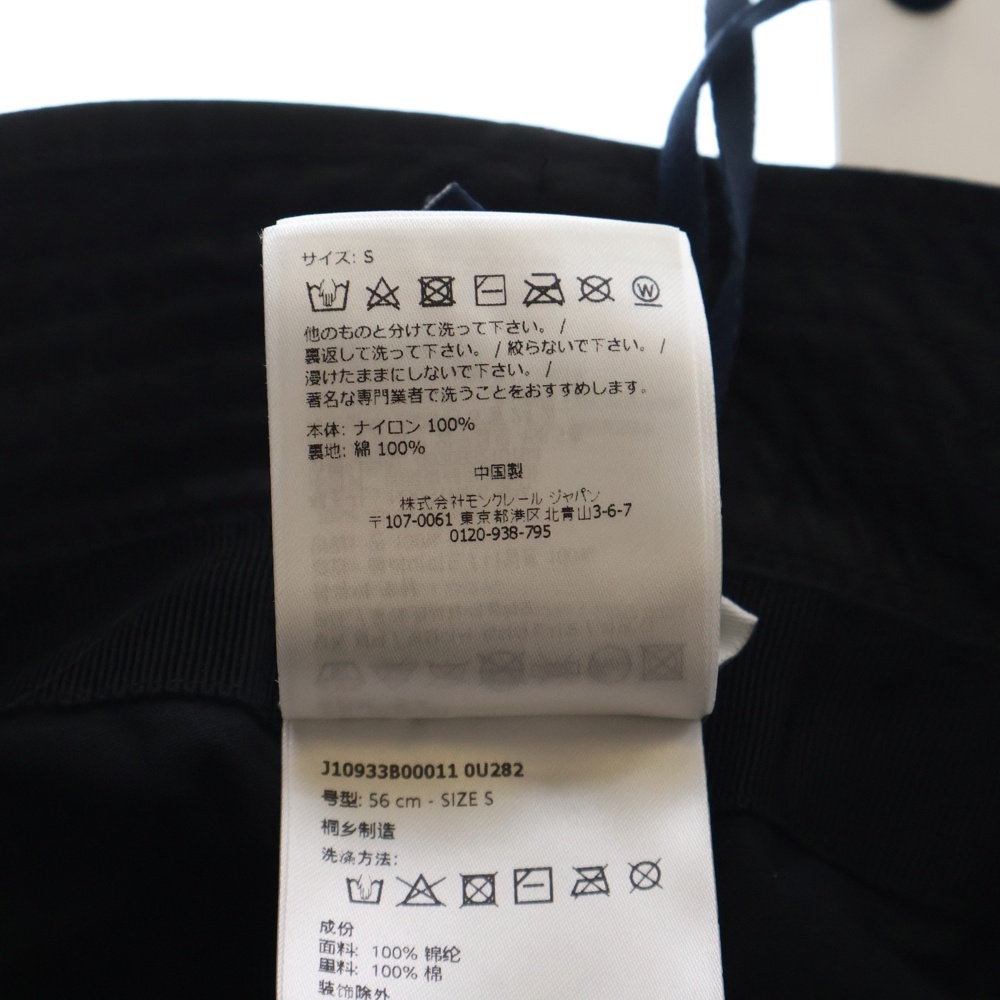 サイズ: S
W
他のものと分けて洗って下さい。 /
裏返して洗って下さい。 / 絞らないで下さい。 /
浸けたままにしないで下さい。 /
著名な専門業者で洗うことをおすすめします。
本体: ナイロン 100%
裏地: 綿 100%
中国製
株式会社モンクレール ジャパン
〒107-0061 東京都港区北青山3-6-7
0120-938-795
J10933B00011 0U282
号型: 56 cm - SIZE S
桐乡制造
洗涤方法:
成份
面料: 100% 锦纶
里料: 100% 棉
装饰除外